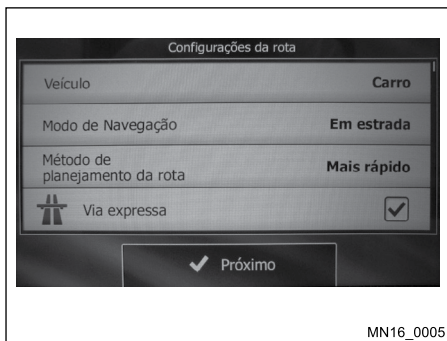 Configurações da rota
Veículo Carro
Modo de Navegação Em estrada
Método de
planejamento da rota Mais rápido
Via expressa
Próximo
MN16_0005